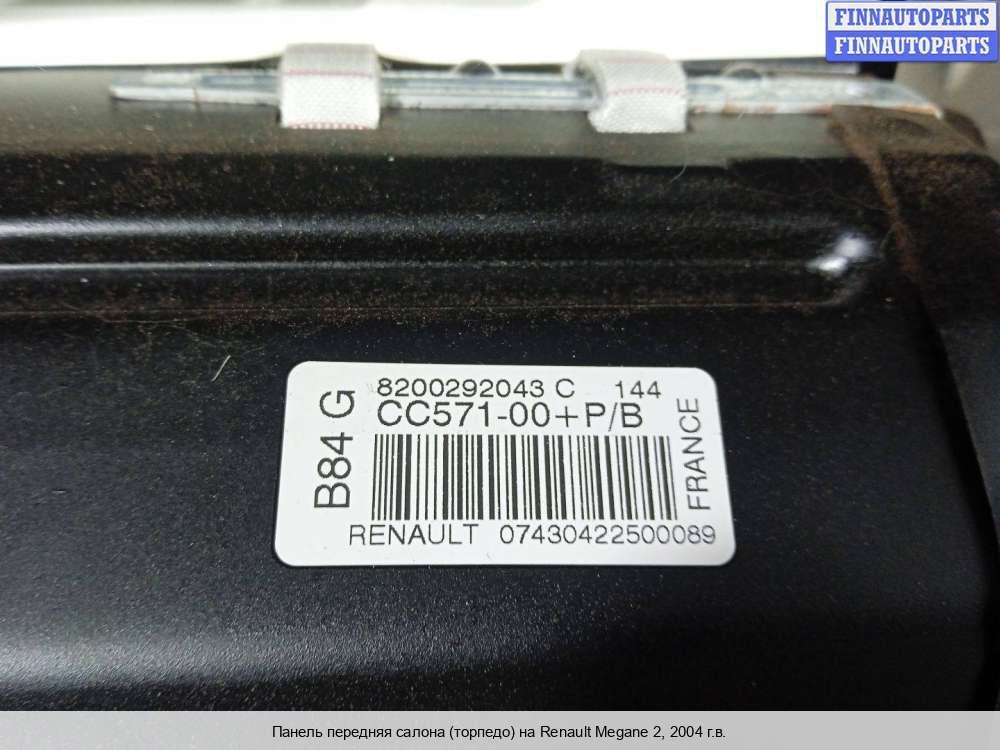 FINNAUTOPARTS
FINNAUTOPARTS
8200292043 C 144
CC571-00+P/B
B84 G
FRANCE
RENAULT 07430422500089
Панель передняя салона (торпедо) на Renault Megane 2, 2004 г.в.